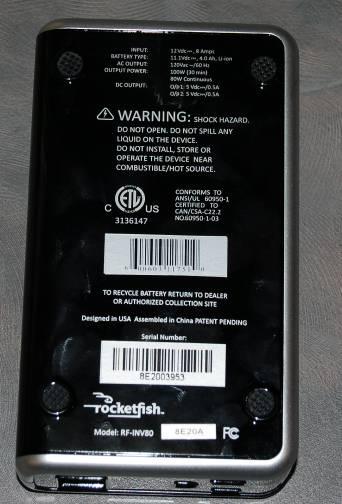 INPUT: 12Vdc⎓, 8 Amps
BATTERY TYPE: 11.1Vdc⎓, 4.0 Ah, Li-ion
AC OUTPUT: 120Vac ~/60 Hz
OUTPUT POWER: 100W (30 min)
80W Continuous
DC OUTPUT: O/P 1: 5 Vdc⎓/0.5A
O/P 2: 5 Vdc⎓/0.5A
WARNING: SHOCK HAZARD.
DO NOT OPEN. DO NOT SPILL ANY
LIQUID ON THE DEVICE.
DO NOT INSTALL, STORE OR
OPERATE THE DEVICE NEAR
COMBUSTIBLE/HOT SOURCE.
C ETL US
3136147
CONFORMS TO
ANSI/UL 60950-1
CERTIFIED TO
CAN/CSA-C22.2
NO.60950-1-03
TO RECYCLE BATTERY RETURN TO DEALER
OR AUTHORIZED COLLECTION SITE
Designed in USA Assembled in China PATENT PENDING
Serial Number:
8E2003953
rocketfish™
Model: RF-INV80 8E20A FC